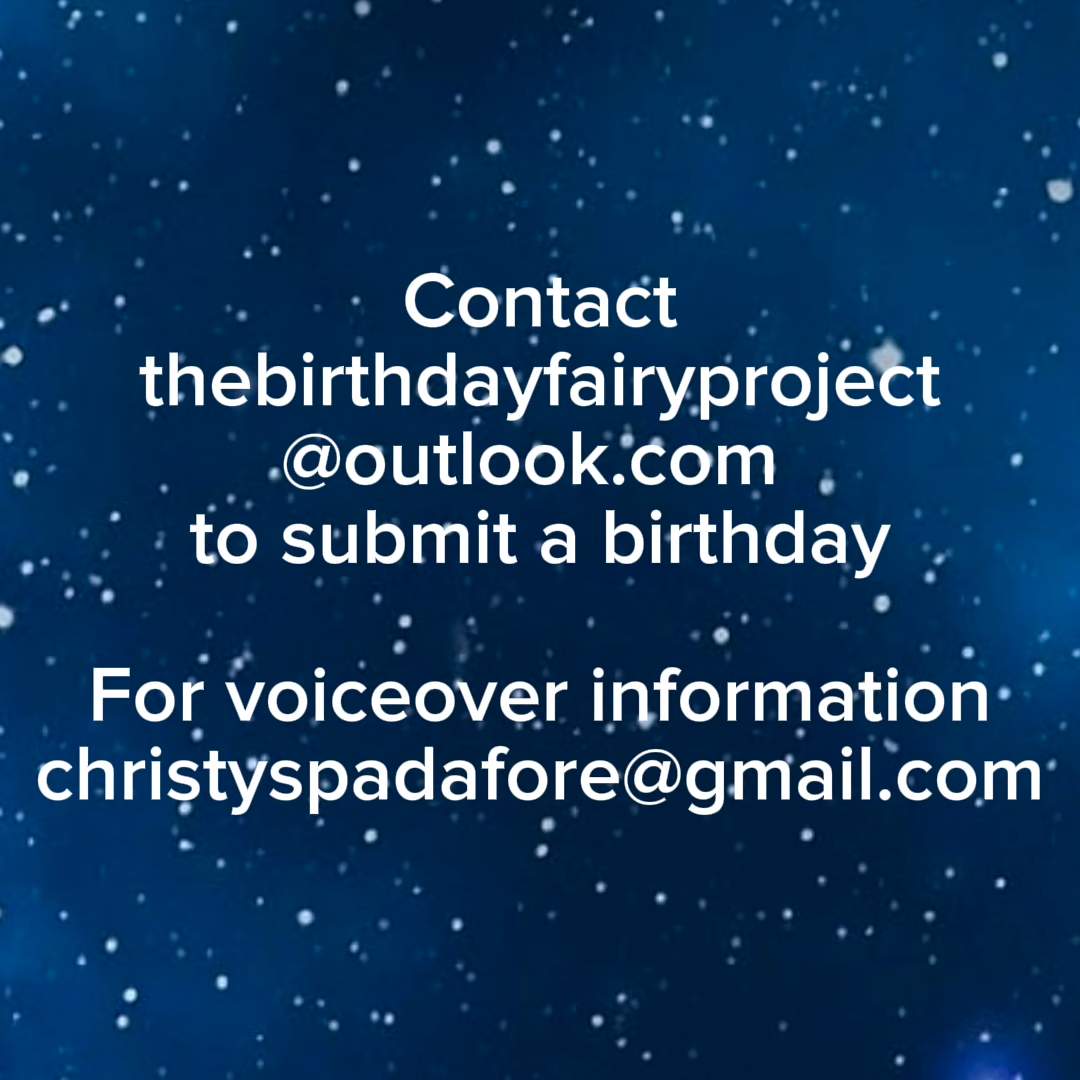 Contact
thebirthdayfairyproject
@outlook.com
to submit a birthday
For voiceover information
christyspadafore@gmail.com